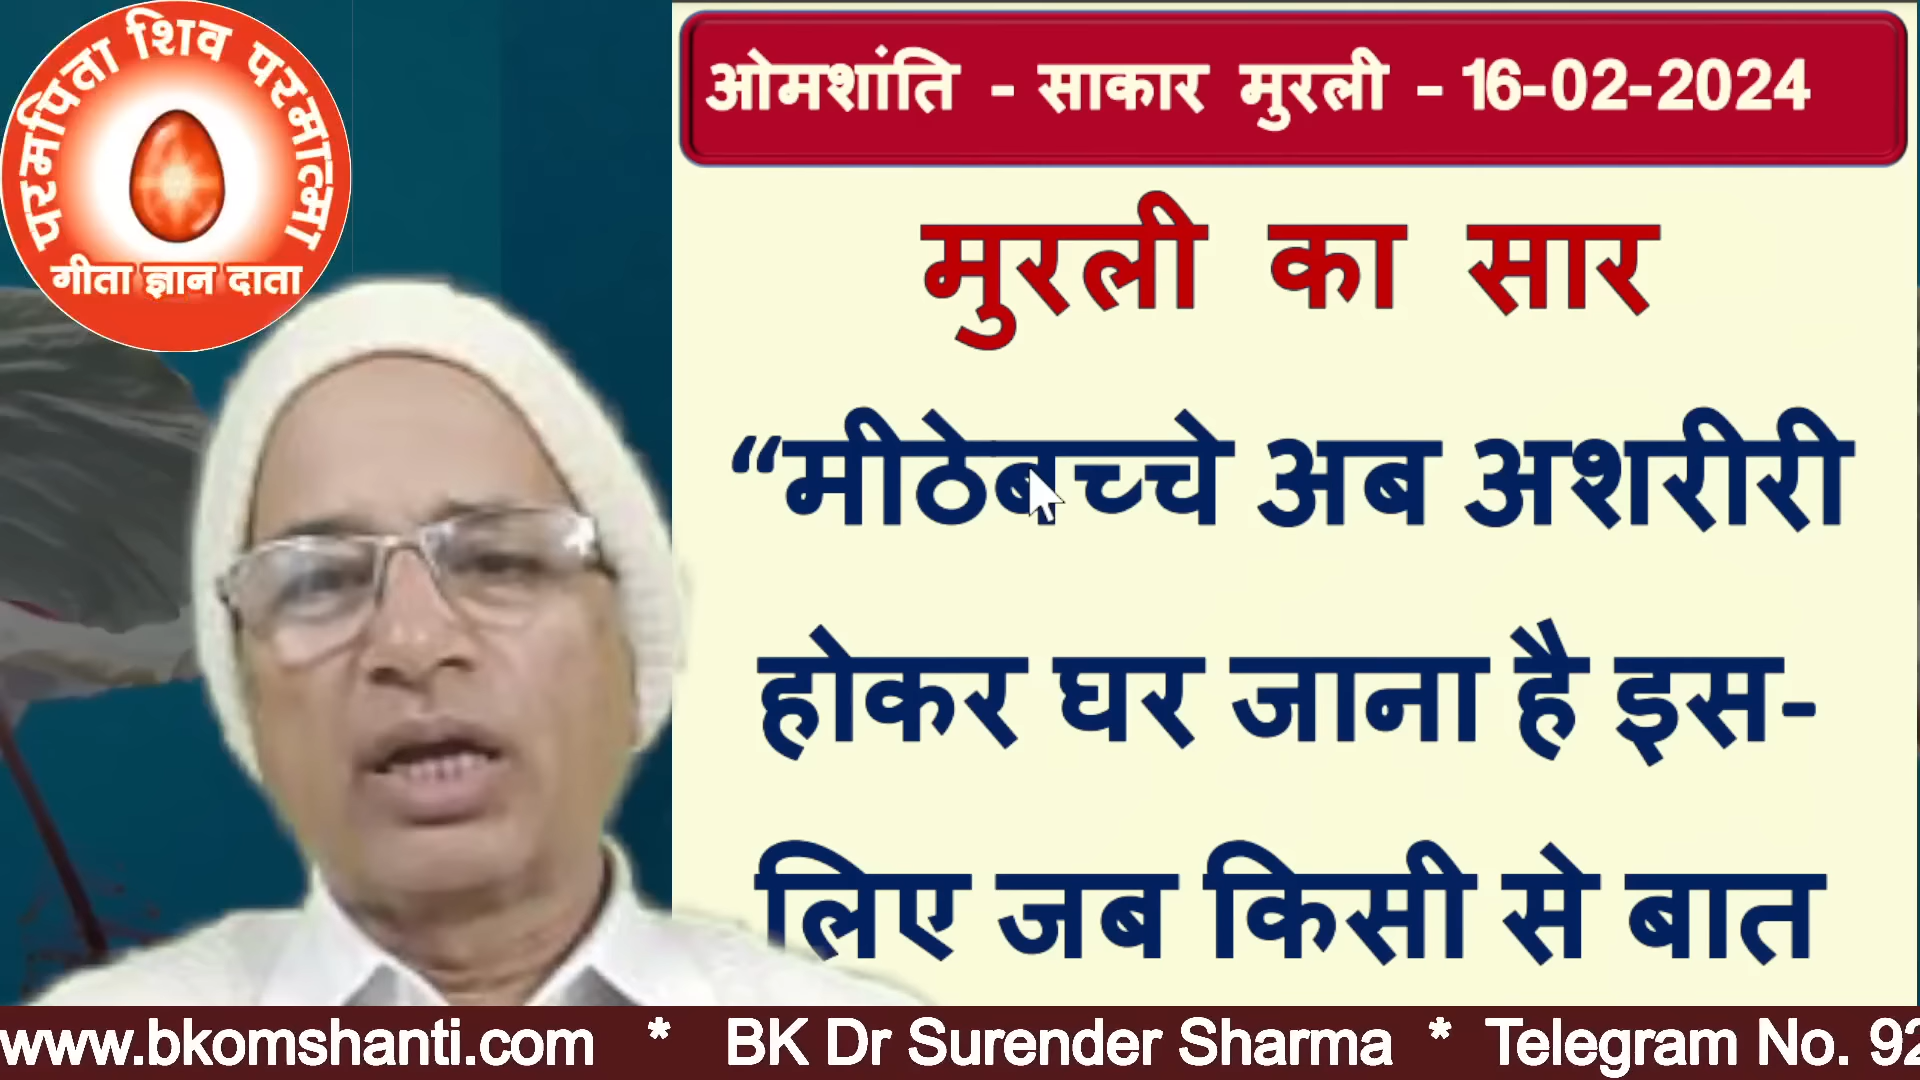 परमपिता शिव परमात्मा
गीता ज्ञान दाता
ओमशांति - साकार मुरली - 16-02-2024
मुरली का सार
“मीठेबच्चे अब अशरीरी
होकर घर जाना है इस-
लिए जब किसी से बात
www.bkomshanti.com * BK Dr Surender Sharma * Telegram No. 92